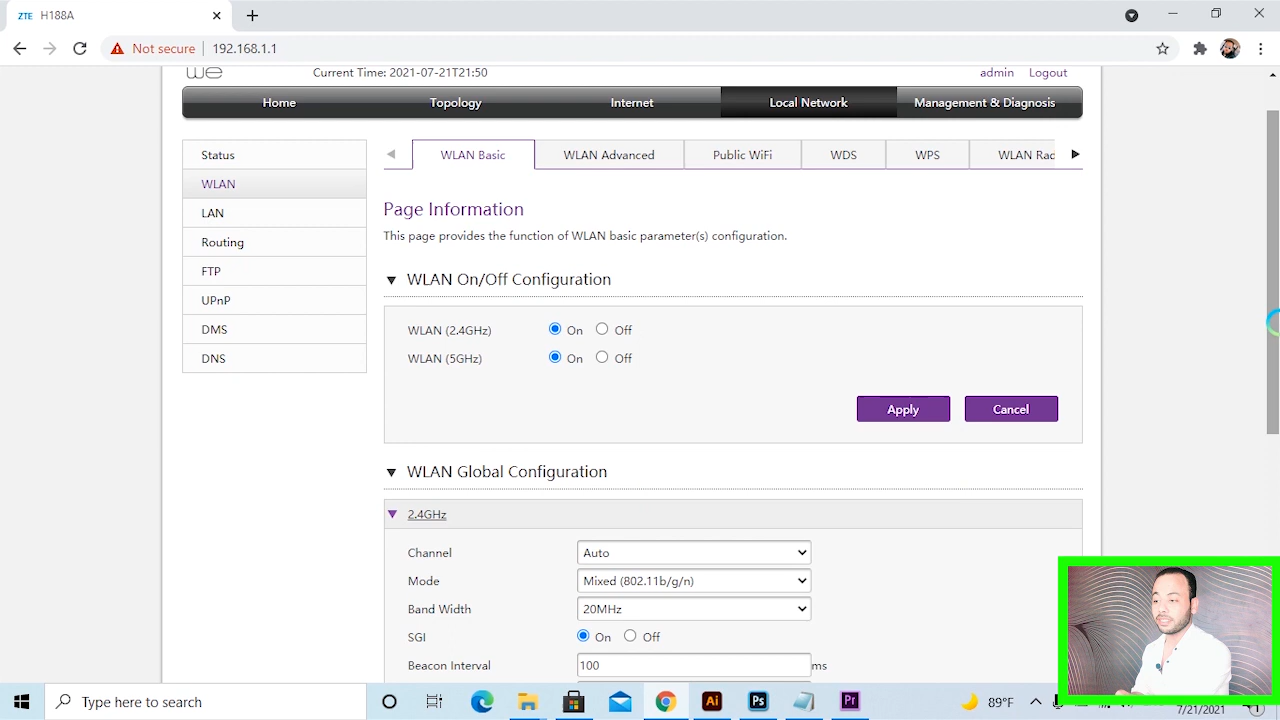 ZTE H188A
Not secure 192.168.1.1
we Current Time: 2021-07-21T21:50 admin Logout
Home Topology Internet Local Network Management & Diagnosis
Status
WLAN
LAN
Routing
FTP
UPnP
DMS
DNS
WLAN Basic WLAN Advanced Public WiFi WDS WPS WLAN Rad
Page Information
This page provides the function of WLAN basic parameter(s) configuration.
WLAN On/Off Configuration
WLAN (2.4GHz) On Off
WLAN (5GHz) On Off
Apply Cancel
WLAN Global Configuration
2.4GHz
Channel Auto
Mode Mixed (802.11b/g/n)
Band Width 20MHz
SGI On Off
Beacon Interval 100 ms
Type here to search
Ai Ps Pr
89°F
7/21/2021